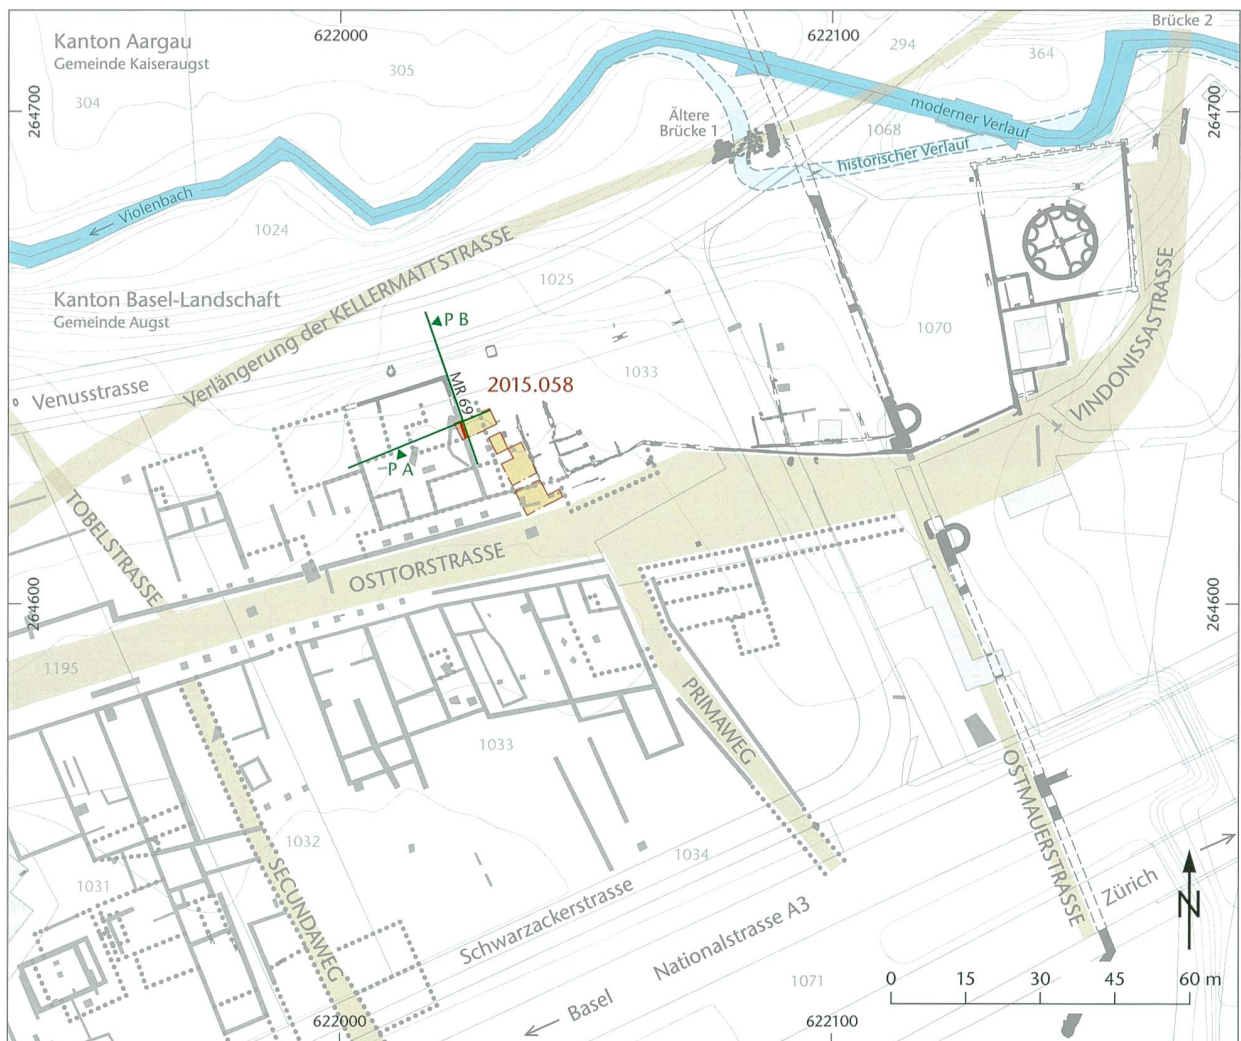 622000
622100
Brücke 2
Kanton Aargau
Gemeinde Kaiseraugst
294
364
305
304
264700
264700
moderner Verlauf
Ältere
Brücke 1
1068
historischer Verlauf
Violenbach
1024
Verlängerung der KELLERMATTSTRASSE
1025
Kanton Basel-Landschaft
Gemeinde Augst
P B
1070
VINDONISSASTRASSE
Venusstrasse
MR 69
2015.058
1033
P A
TOBELSTRASSE
OSTTORSTRASSE
264600
264600
1195
PRIMAWEG
1033
OSTMAUERSTRASSE
1032
1034
1031
SECUNDAWEG
Schwarzackerstrasse
Nationalstrasse A3
Zürich
N
1071
0 15 30 45 60 m
Basel
622000
622100